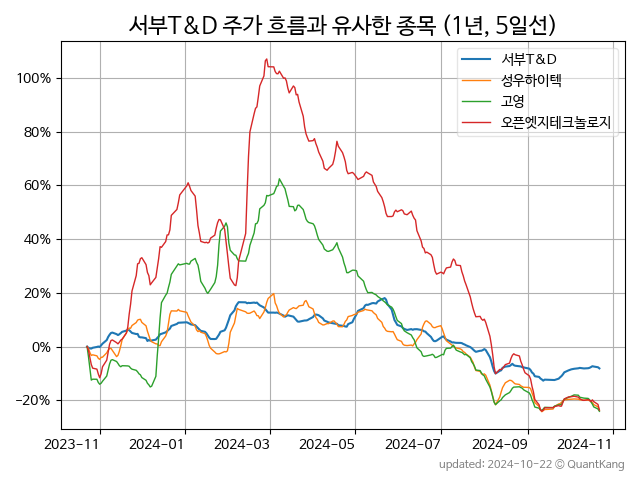 서부T&D 주가 흐름과 유사한 종목 (1년, 5일선)
서부T&D
성우하이텍
고영
오픈엣지테크놀로지
100%
80%
60%
40%
20%
0%
−20%
2023-11
2024-01
2024-03
2024-05
2024-07
2024-09
2024-11
updated: 2024-10-22 © QuantKang